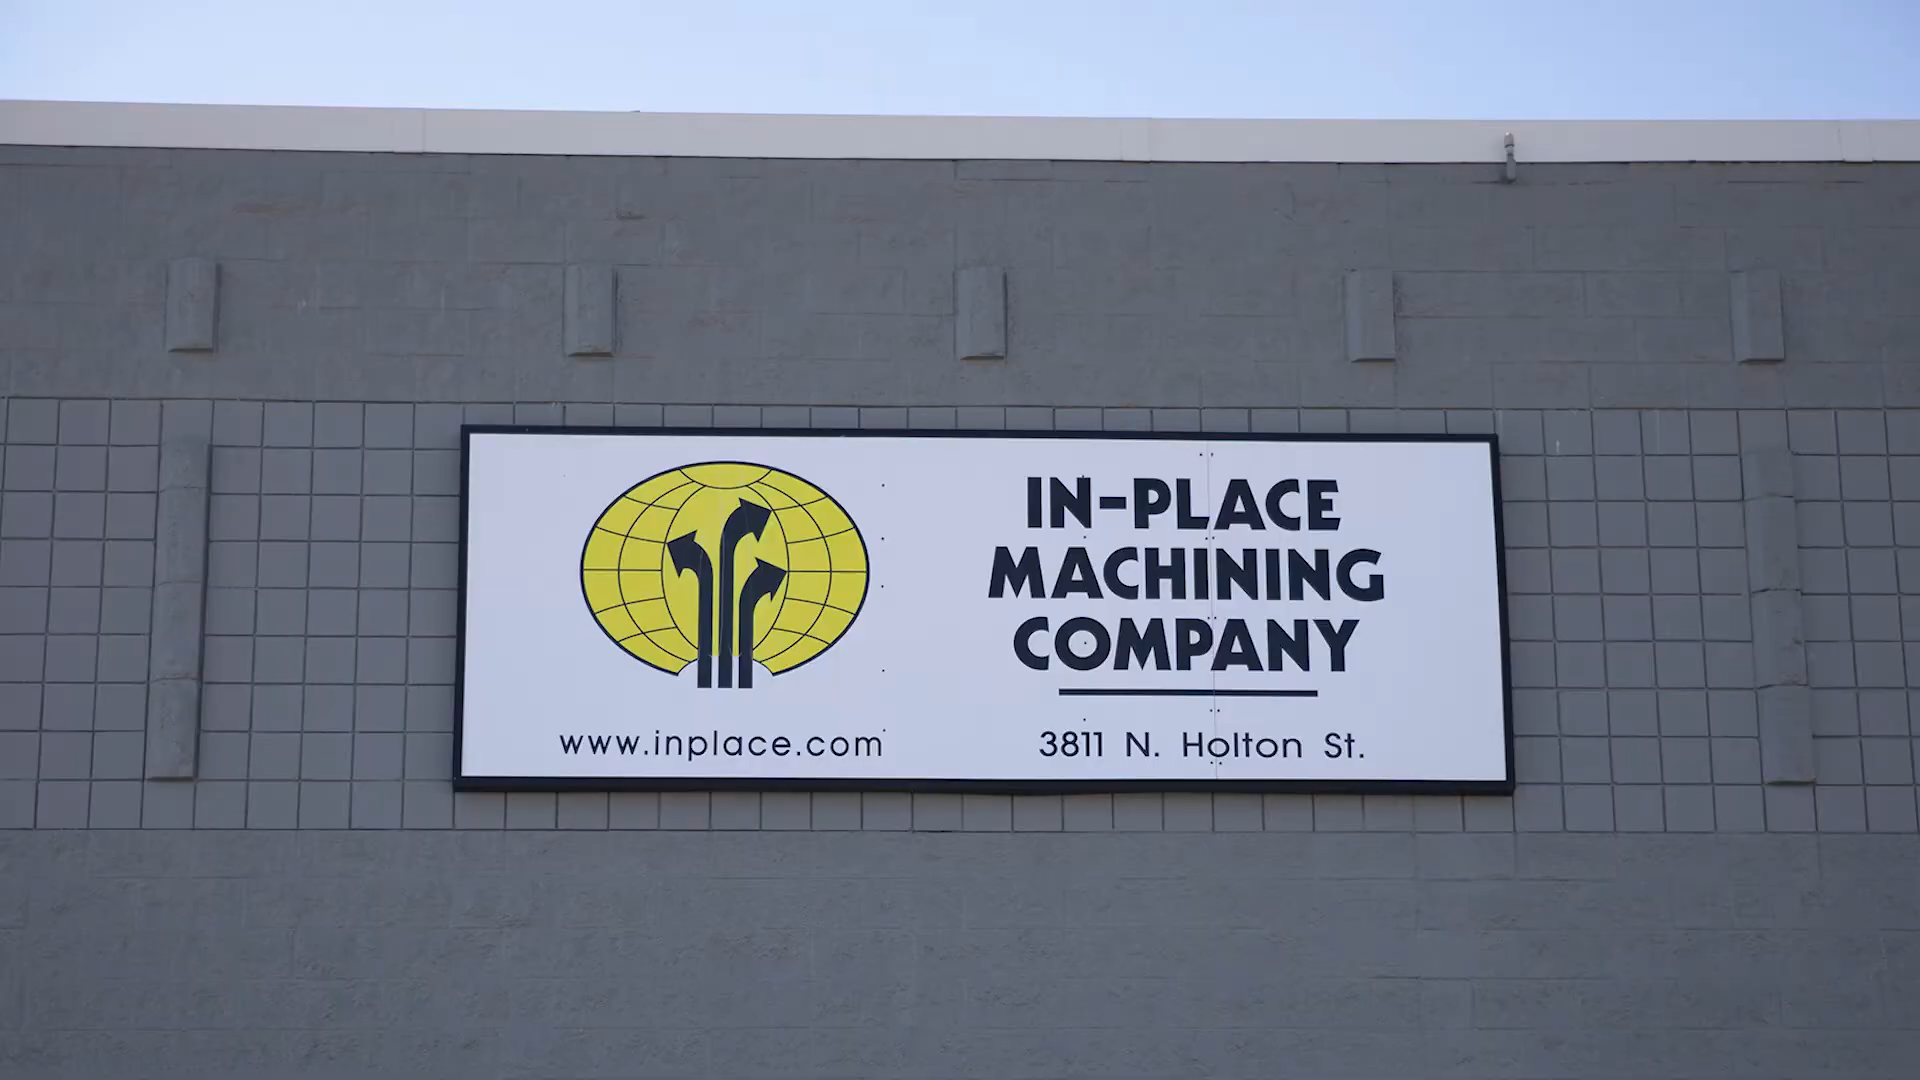 IN-PLACE
MACHINING
COMPANY
www.inplace.com
3811 N. Holton St.